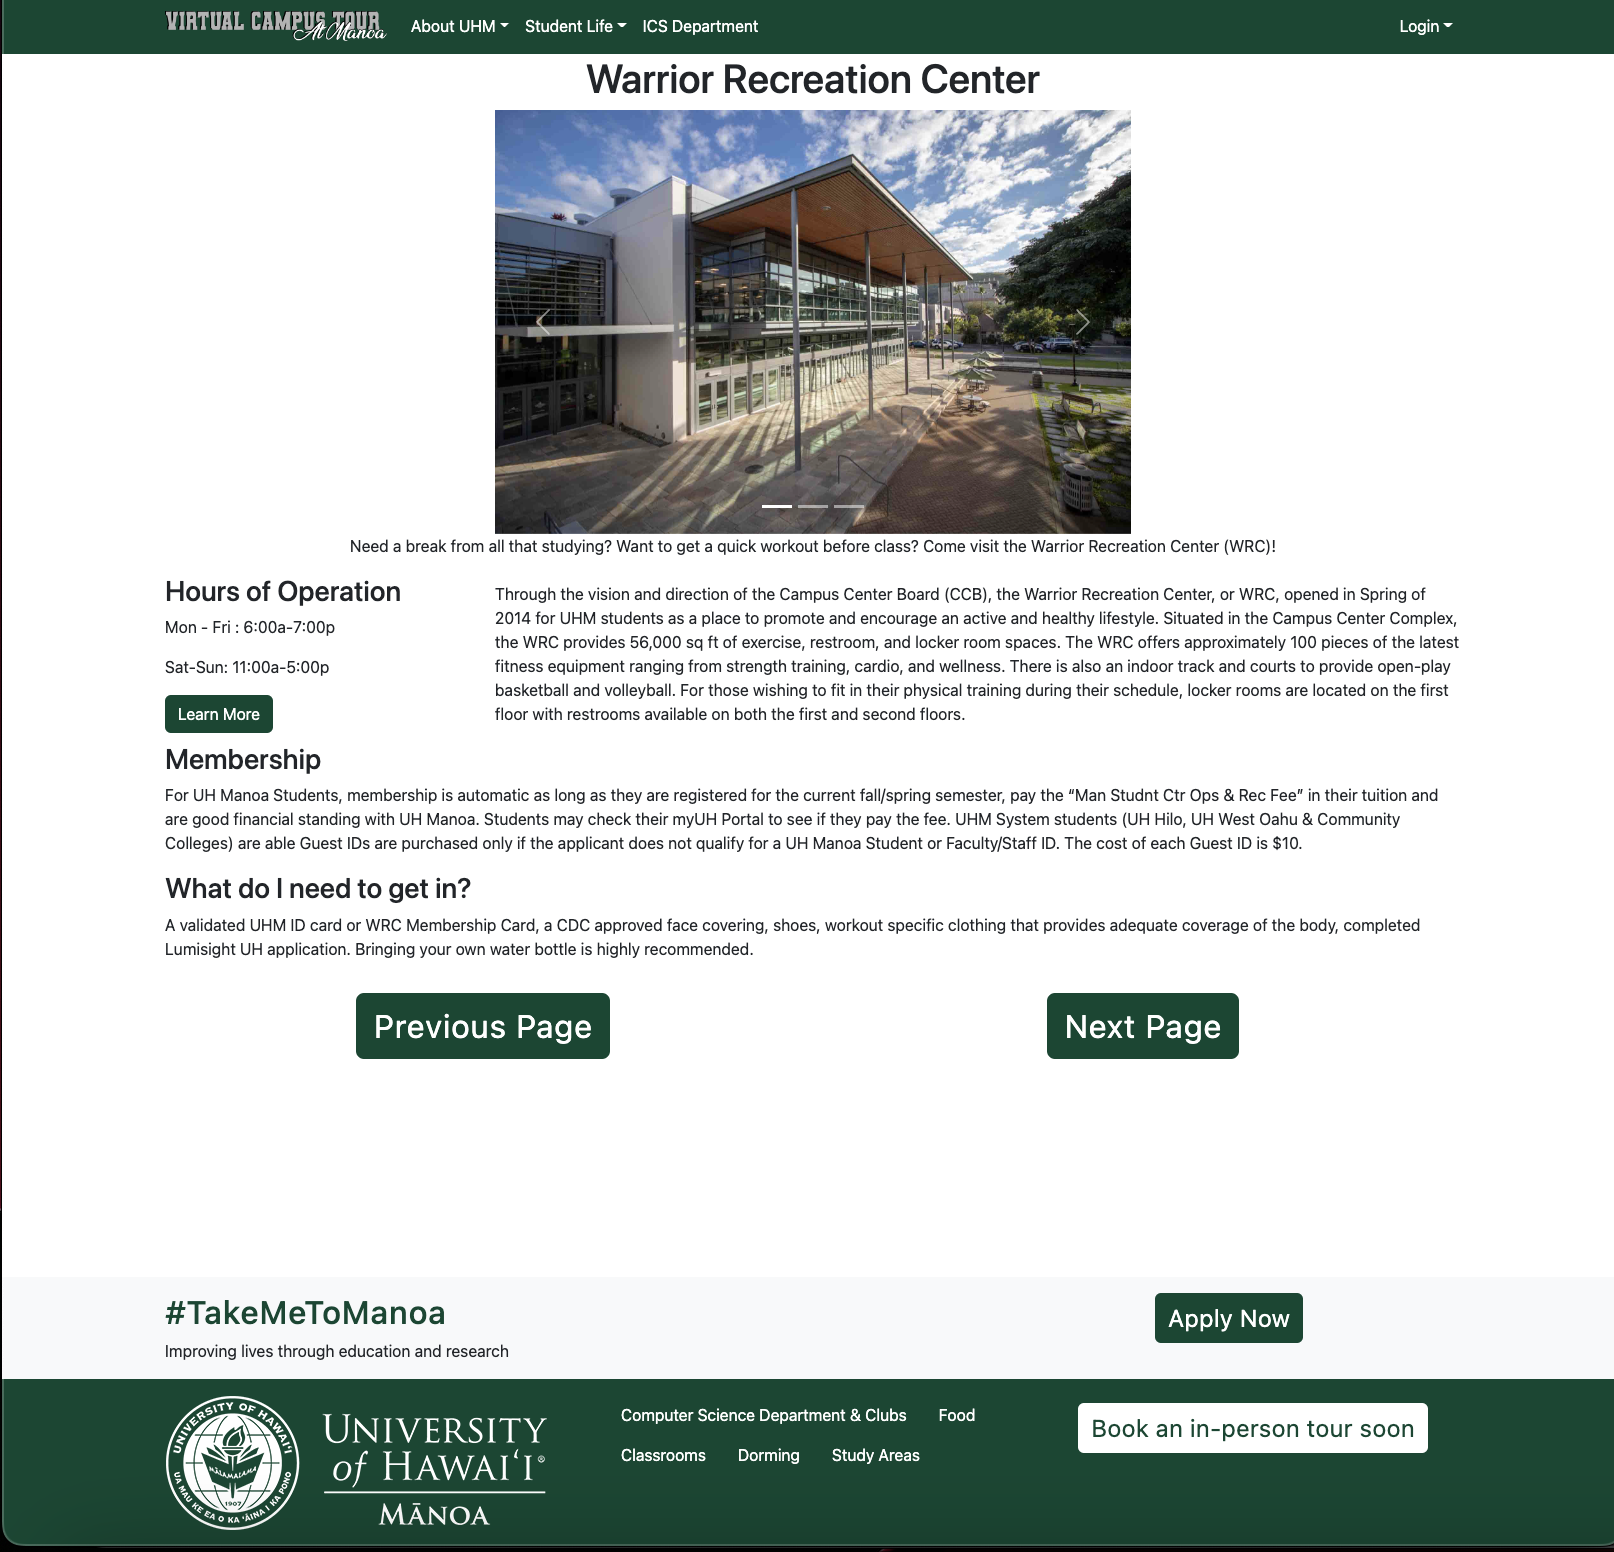 VIRTUAL CAMPUS TOUR
At Manoa
About UHM
Student Life
ICS Department
Login
Warrior Recreation Center
Need a break from all that studying? Want to get a quick workout before class? Come visit the Warrior Recreation Center (WRC)!
Hours of Operation
Mon - Fri : 6:00a-7:00p
Sat-Sun: 11:00a-5:00p
Learn More
Through the vision and direction of the Campus Center Board (CCB), the Warrior Recreation Center, or WRC, opened in Spring of
2014 for UHM students as a place to promote and encourage an active and healthy lifestyle. Situated in the Campus Center Complex,
the WRC provides 56,000 sq ft of exercise, restroom, and locker room spaces. The WRC offers approximately 100 pieces of the latest
fitness equipment ranging from strength training, cardio, and wellness. There is also an indoor track and courts to provide open-play
basketball and volleyball. For those wishing to fit in their physical training during their schedule, locker rooms are located on the first
floor with restrooms available on both the first and second floors.
Membership
For UH Manoa Students, membership is automatic as long as they are registered for the current fall/spring semester, pay the “Man Studnt Ctr Ops & Rec Fee” in their tuition and
are good financial standing with UH Manoa. Students may check their myUH Portal to see if they pay the fee. UHM System students (UH Hilo, UH West Oahu & Community
Colleges) are able Guest IDs are purchased only if the applicant does not qualify for a UH Manoa Student or Faculty/Staff ID. The cost of each Guest ID is $10.
What do I need to get in?
A validated UHM ID card or WRC Membership Card, a CDC approved face covering, shoes, workout specific clothing that provides adequate coverage of the body, completed
Lumisight UH application. Bringing your own water bottle is highly recommended.
Previous Page
Next Page
#TakeMeToManoa
Improving lives through education and research
Apply Now
UNIVERSITY OF HAWAIʻI
MĀLAMALAMA
1907
UA MAU KE EA O KA ʻĀINA I KA PONO
UNIVERSITY
of HAWAIʻI®
MĀNOA
Computer Science Department & Clubs
Food
Classrooms
Dorming
Study Areas
Book an in-person tour soon